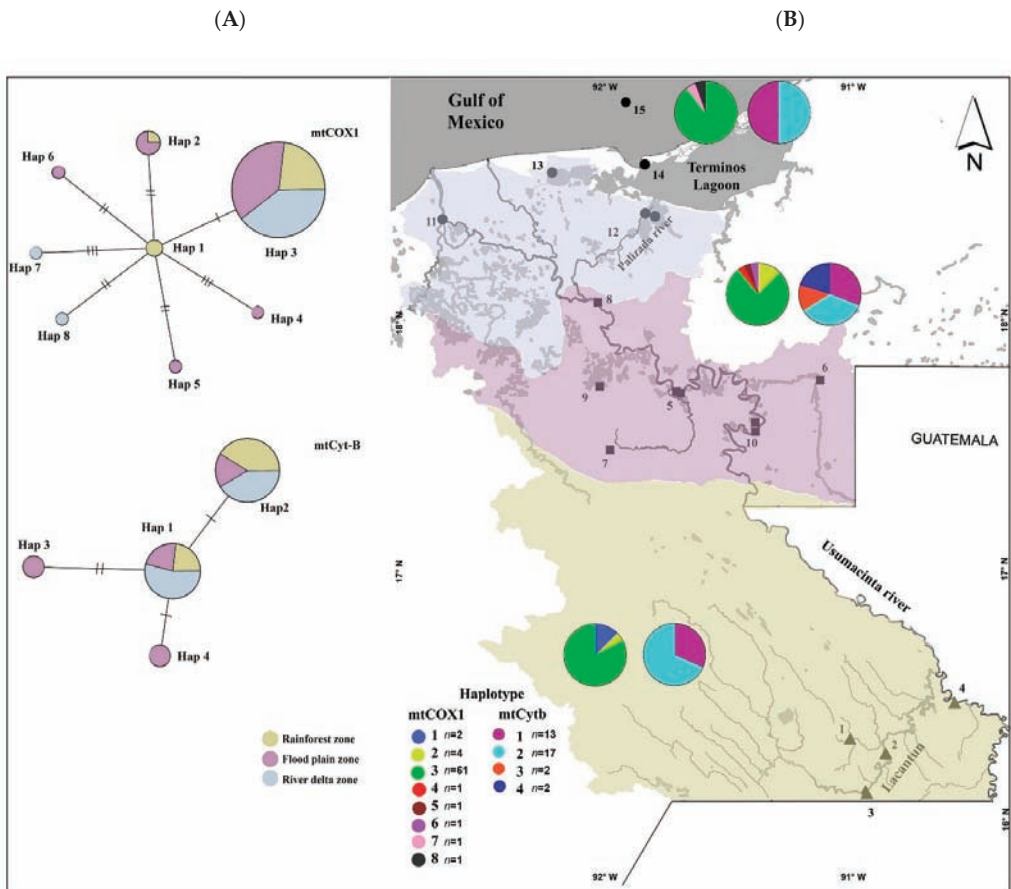 (A)
(B)
mtCOX1
Hap 2
Hap 6
Hap 1
Hap 3
Hap 7
Hap 8
Hap 4
Hap 5
mtCyt-B
Hap2
Hap 1
Hap 3
Hap 4
Rainforest zone
Flood plain zone
River delta zone
92° W
91° W
Gulf of
Mexico
15
N
Terminos
Lagoon
13
14
11
12
Palizada river
8
18° N
18° N
9
5
6
10
7
GUATEMALA
Usumacinta river
17° N
17° N
4
1
2
Lacantun
3
16° N
Haplotype
mtCOX1
mtCytb
1 n=2
1 n=13
2 n=4
2 n=17
3 n=61
3 n=2
4 n=1
4 n=2
5 n=1
6 n=1
7 n=1
8 n=1
92° W
91° W